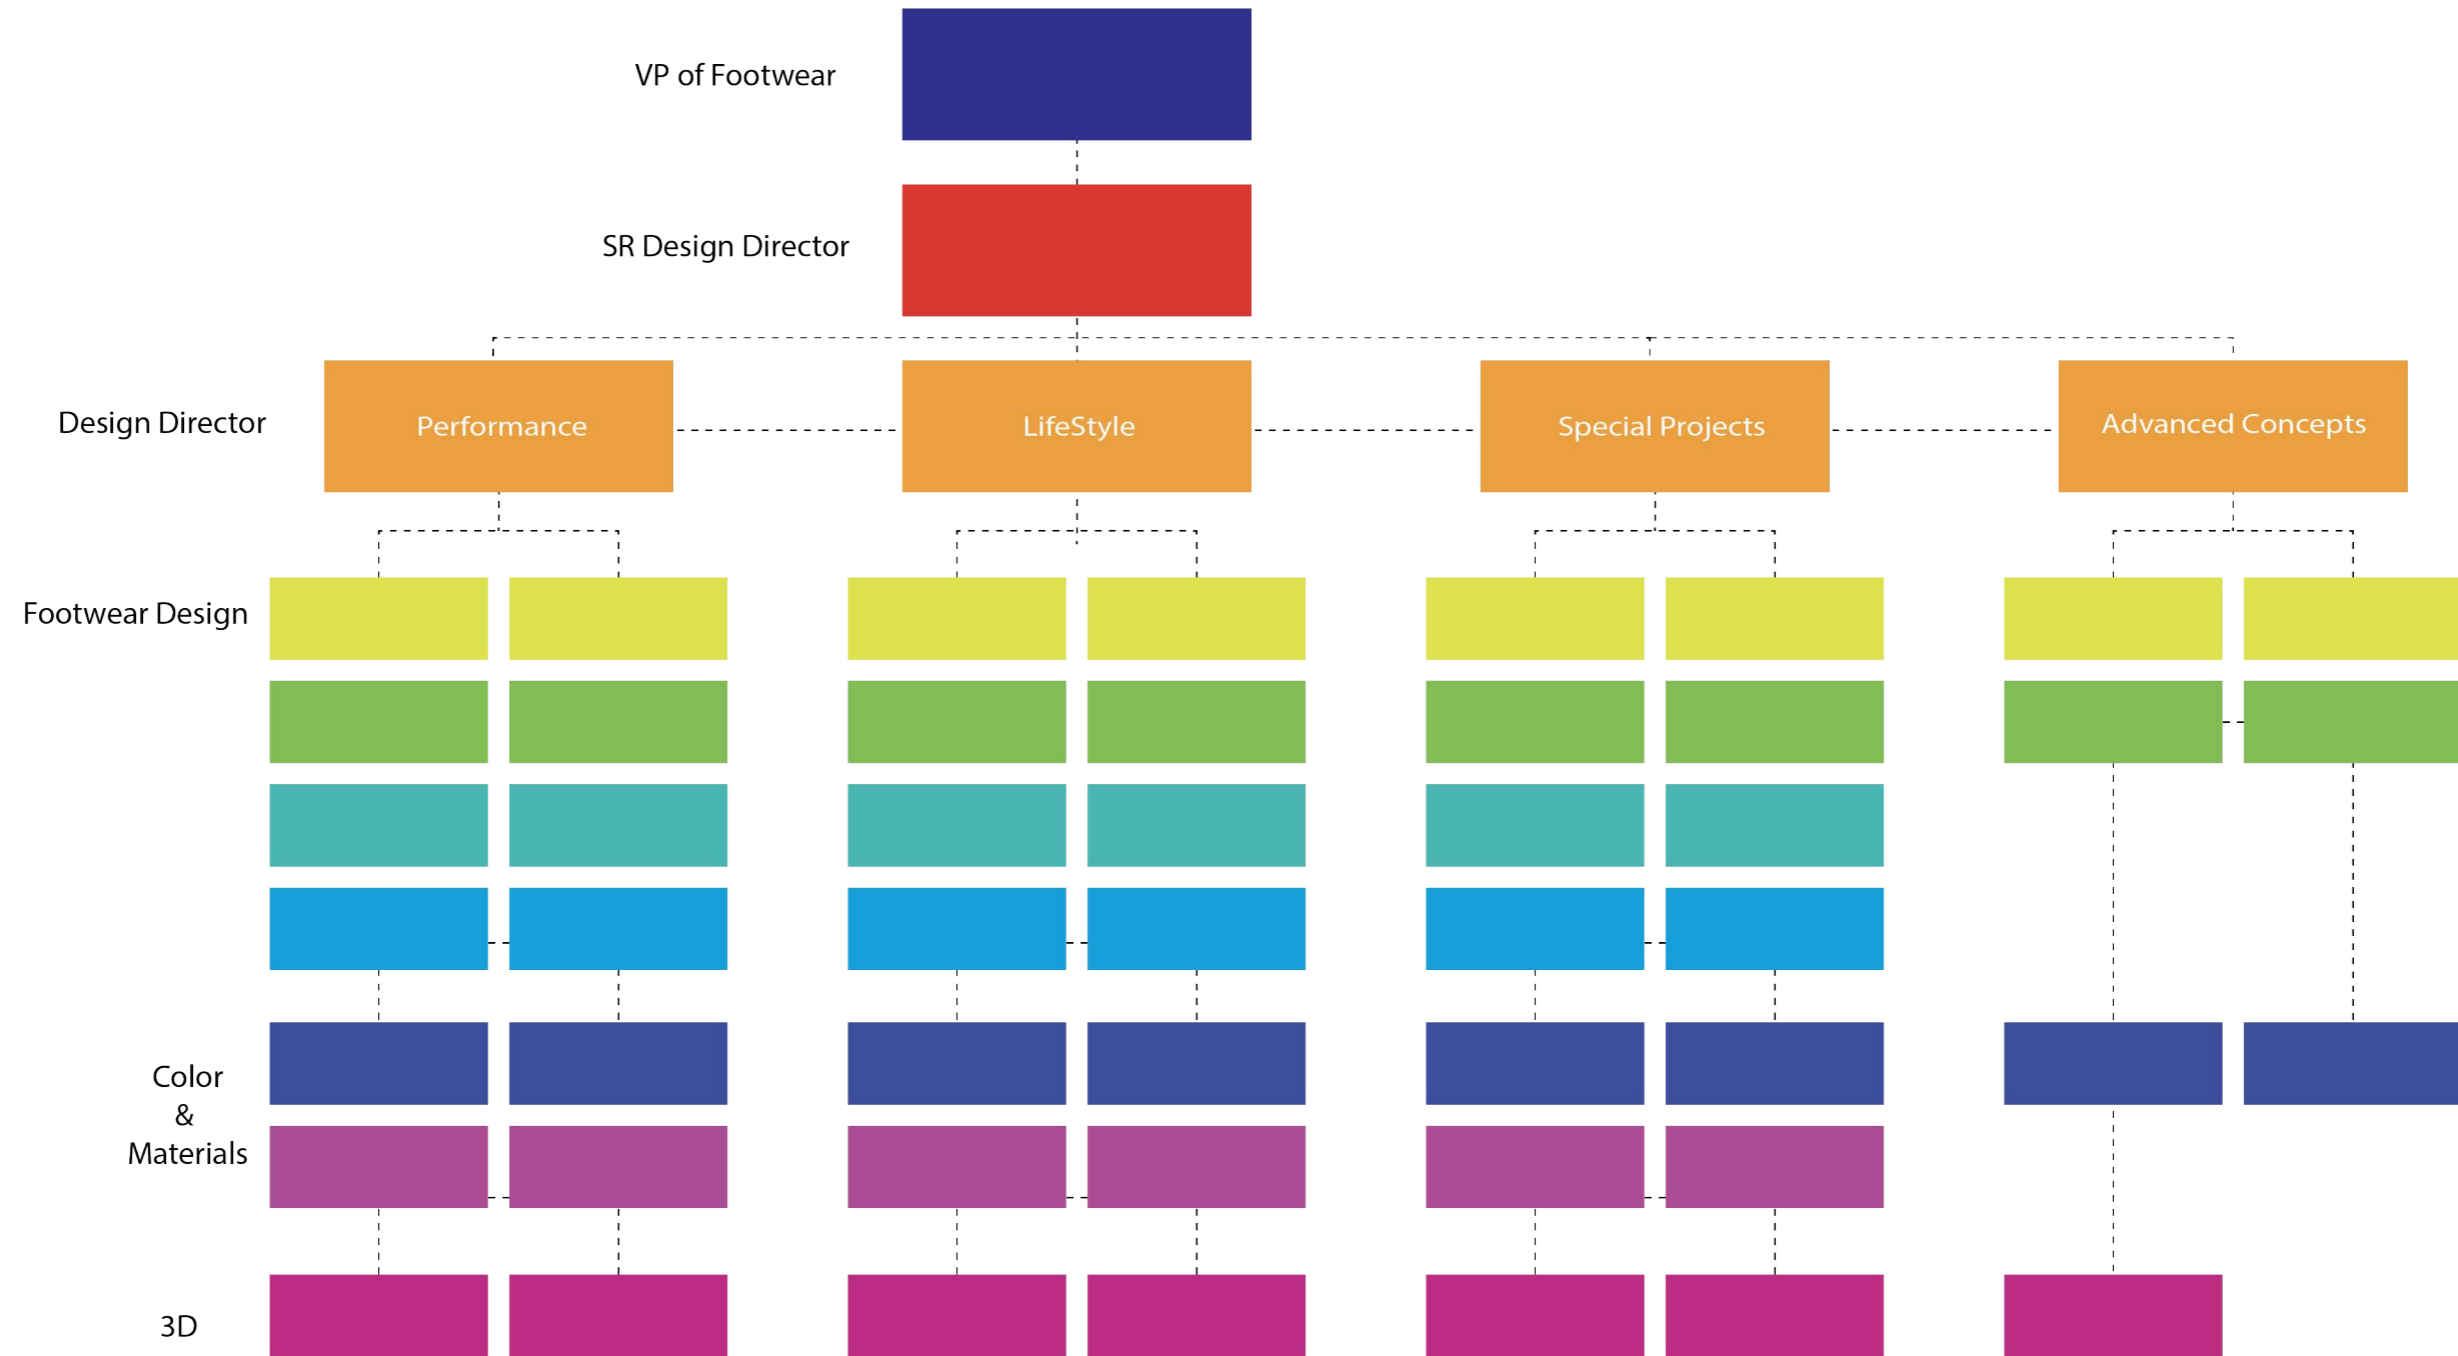 VP of Footwear
SR Design Director
Design Director
Performance
LifeStyle
Special Projects
Advanced Concepts
Footwear Design
Color
&
Materials
3D